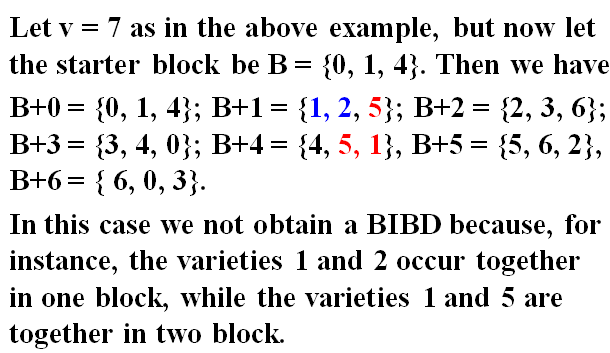 Let v = 7 as in the above example, but now let
the starter block be B = {0, 1, 4}. Then we have
B+0 = {0, 1, 4}; B+1 = {1, 2, 5}; B+2 = {2, 3, 6};
B+3 = {3, 4, 0}; B+4 = {4, 5, 1}, B+5 = {5, 6, 2},
B+6 = { 6, 0, 3}.
In this case we not obtain a BIBD because, for
instance, the varieties 1 and 2 occur together
in one block, while the varieties 1 and 5 are
together in two block.